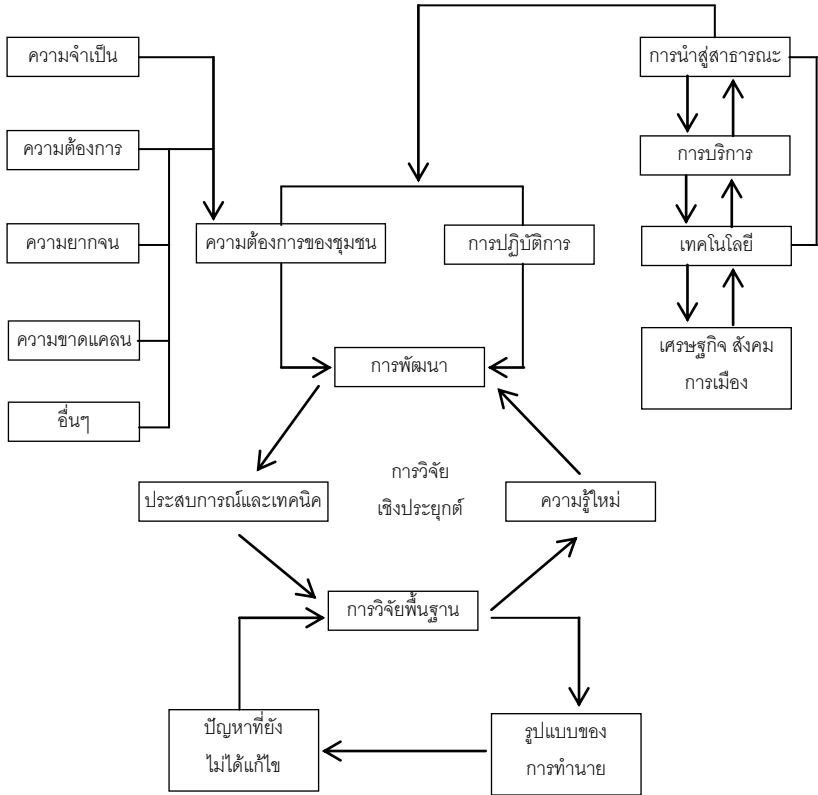 ความจำเป็น
การนำสู่สาธารณะ
ความต้องการ
การบริการ
ความยากจน
ความต้องการของชุมชน
การปฏิบัติการ
เทคโนโลยี
ความขาดแคลน
การพัฒนา
เศรษฐกิจ สังคม
การเมือง
อื่นๆ
ประสบการณ์และเทคนิค
การวิจัย
เชิงประยุกต์
ความรู้ใหม่
การวิจัยพื้นฐาน
ปัญหาที่ยัง
ไม่ได้แก้ไข
รูปแบบของ
การทำนาย